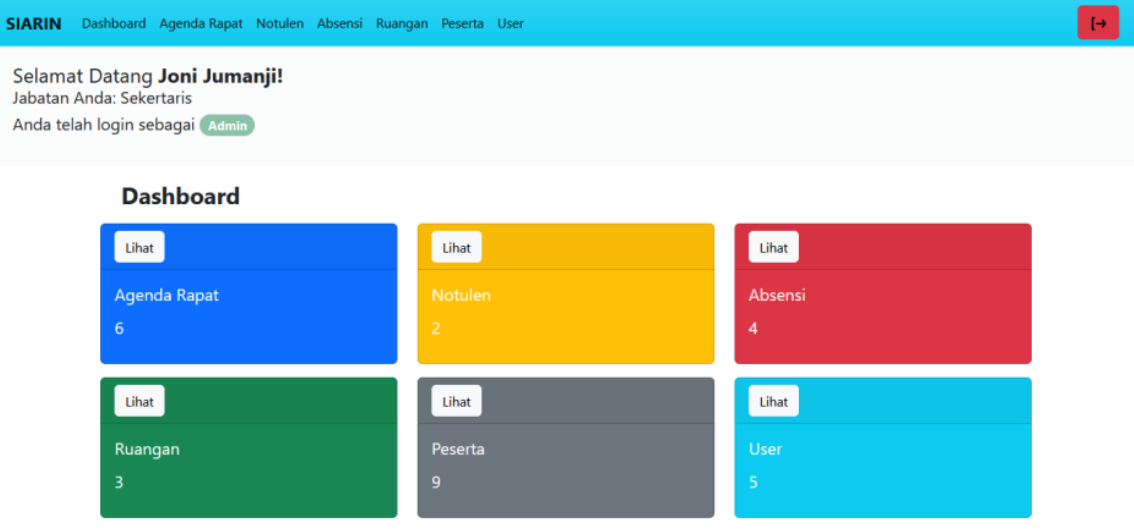 SIARIN Dashboard Agenda Rapat Notulen Absensi Ruangan Peserta User
Selamat Datang Joni Jumanji!
Jabatan Anda: Sekertaris
Anda telah login sebagai Admin
Dashboard
Lihat
Agenda Rapat
6
Lihat
Notulen
2
Lihat
Absensi
4
Lihat
Ruangan
3
Lihat
Peserta
9
Lihat
User
5